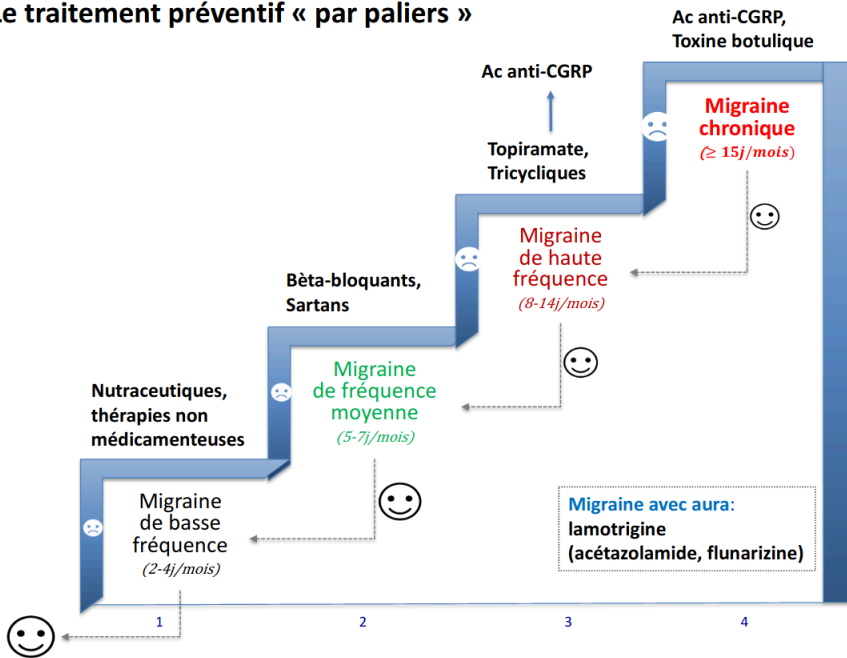 e traitement préventif « par paliers »
Ac anti-CGRP,
Toxine botulique
Ac anti-CGRP
Migraine
chronique
(≥ 15j/mois)
Topiramate,
Tricycliques
Migraine
de haute
fréquence
(8-14j/mois)
Bèta-bloquants,
Sartans
Migraine
de fréquence
moyenne
(5-7j/mois)
Nutraceutiques,
thérapies non
médicamenteuses
Migraine
de basse
fréquence
(2-4j/mois)
Migraine avec aura:
lamotrigine
(acétazolamide, flunarizine)
1
2
3
4